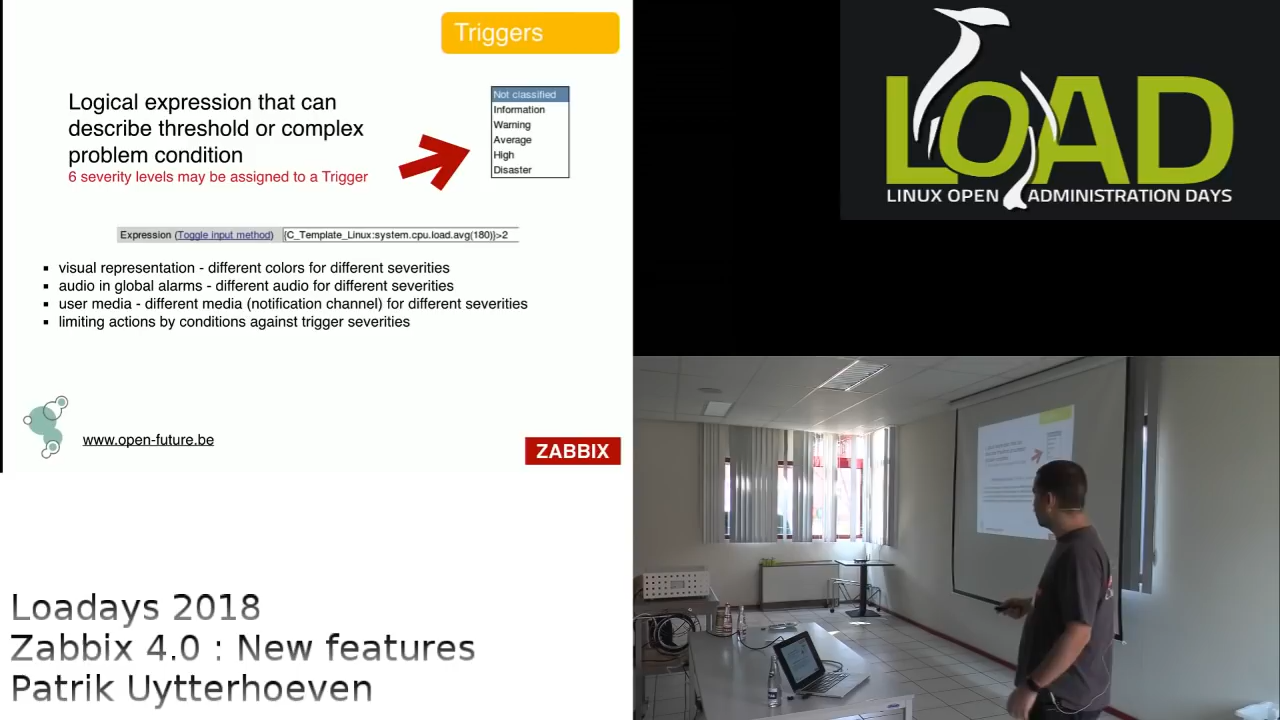 Triggers
Logical expression that can
describe threshold or complex
problem condition
6 severity levels may be assigned to a Trigger
Not classified
Information
Warning
Average
High
Disaster
Expression (Toggle input method) {C_Template_Linux:system.cpu.load.avg(180)}>2
▪ visual representation - different colors for different severities
▪ audio in global alarms - different audio for different severities
▪ user media - different media (notification channel) for different severities
▪ limiting actions by conditions against trigger severities
www.open-future.be
ZABBIX
LOAD
LINUX OPEN ADMINISTRATION DAYS
Loadays 2018
Zabbix 4.0 : New features
Patrik Uytterhoeven